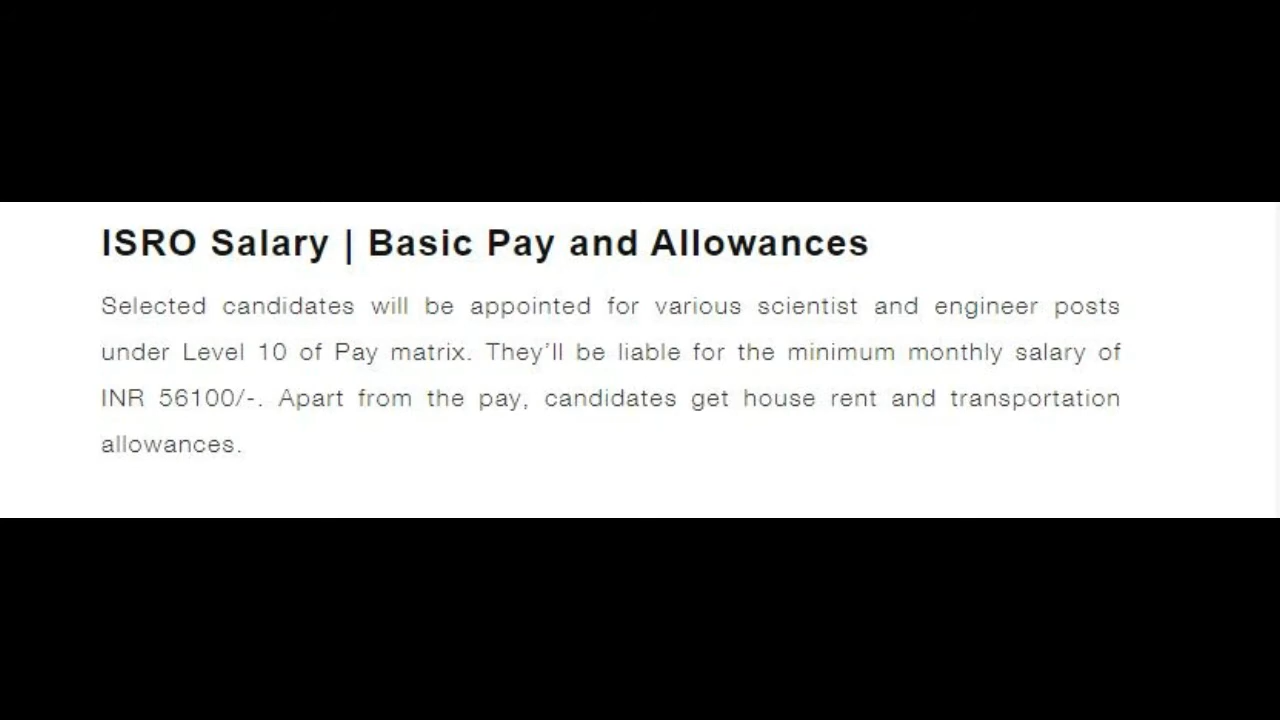 ISRO Salary | Basic Pay and Allowances
Selected candidates will be appointed for various scientist and engineer posts
under Level 10 of Pay matrix. They'll be liable for the minimum monthly salary of
INR 56100/-. Apart from the pay, candidates get house rent and transportation
allowances.